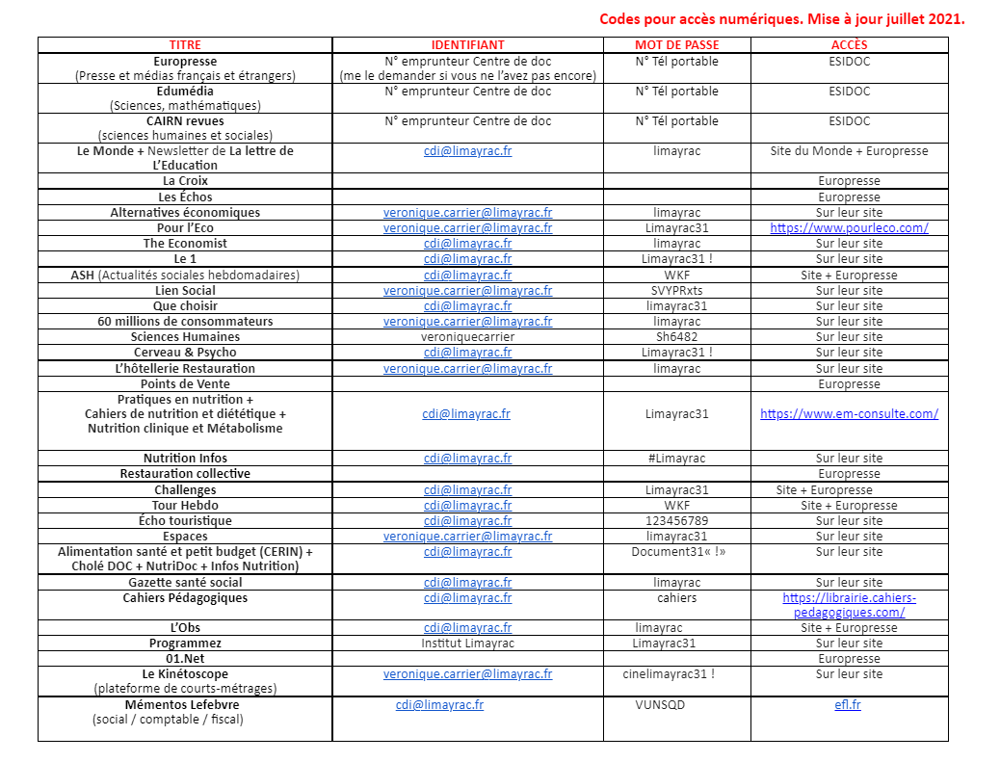 Codes pour accès numériques. Mise à jour juillet 2021.
TITRE IDENTIFIANT MOT DE PASSE ACCÈS
Europresse N° emprunteur Centre de doc N° Tél portable ESIDOC
(Presse et médias français et étrangers) (me le demander si vous ne l’avez pas encore)
Edumédia N° emprunteur Centre de doc N° Tél portable ESIDOC
(Sciences, mathématiques)
CAIRN revues N° emprunteur Centre de doc N° Tél portable ESIDOC
(sciences humaines et sociales)
Le Monde + Newsletter de La lettre de cdi@limayrac.fr limayrac Site du Monde + Europresse
L’Education
La Croix Europresse
Les Échos Europresse
Alternatives économiques veronique.carrier@limayrac.fr limayrac Sur leur site
Pour l’Eco veronique.carrier@limayrac.fr Limayrac31 https://www.pourleco.com/
The Economist cdi@limayrac.fr limayrac Sur leur site
Le 1 cdi@limayrac.fr Limayrac31 ! Sur leur site
ASH (Actualités sociales hebdomadaires) cdi@limayrac.fr WKF Site + Europresse
Lien Social veronique.carrier@limayrac.fr SVYPRxts Sur leur site
Que choisir cdi@limayrac.fr limayrac31 Sur leur site
60 millions de consommateurs veronique.carrier@limayrac.fr limayrac Sur leur site
Sciences Humaines veroniquecarrier Sh6482 Sur leur site
Cerveau & Psycho cdi@limayrac.fr Limayrac31 ! Sur leur site
L’hôtellerie Restauration veronique.carrier@limayrac.fr limayrac Sur leur site
Points de Vente Europresse
Pratiques en nutrition +
Cahiers de nutrition et diététique + cdi@limayrac.fr Limayrac31 https://www.em-consulte.com/
Nutrition clinique et Métabolisme
Nutrition Infos cdi@limayrac.fr #Limayrac Sur leur site
Restauration collective Europresse
Challenges cdi@limayrac.fr Limayrac31 Site + Europresse
Tour Hebdo cdi@limayrac.fr WKF Site + Europresse
Écho touristique cdi@limayrac.fr 123456789 Sur leur site
Espaces veronique.carrier@limayrac.fr limayrac31 Sur leur site
Alimentation santé et petit budget (CERIN) + cdi@limayrac.fr Document31« !» Sur leur site
Cholé DOC + NutriDoc + Infos Nutrition)
Gazette santé social cdi@limayrac.fr limayrac Sur leur site
Cahiers Pédagogiques cdi@limayrac.fr cahiers https://librairie.cahiers-
pedagogiques.com/
L’Obs cdi@limayrac.fr limayrac Site + Europresse
Programmez Institut Limayrac Limayrac31 Sur leur site
01.Net Europresse
Le Kinétoscope veronique.carrier@limayrac.fr cinelimayrac31 ! Sur leur site
(plateforme de courts-métrages)
Mémentos Lefebvre cdi@limayrac.fr VUNSQD efl.fr
(social / comptable / fiscal)